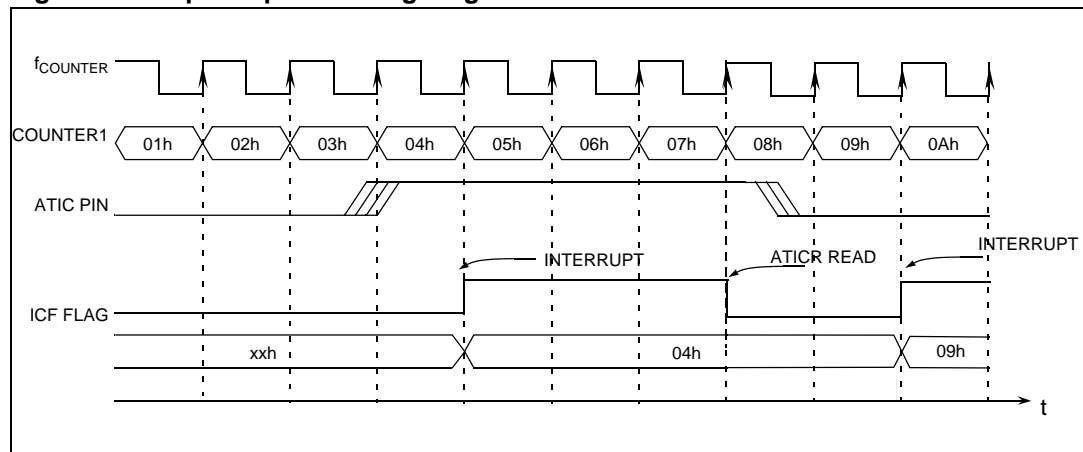 fCOUNTER
COUNTER1 01h 02h 03h 04h 05h 06h 07h 08h 09h 0Ah
ATIC PIN
INTERRUPT ATICR READ INTERRUPT
ICF FLAG
xxh 04h 09h
t